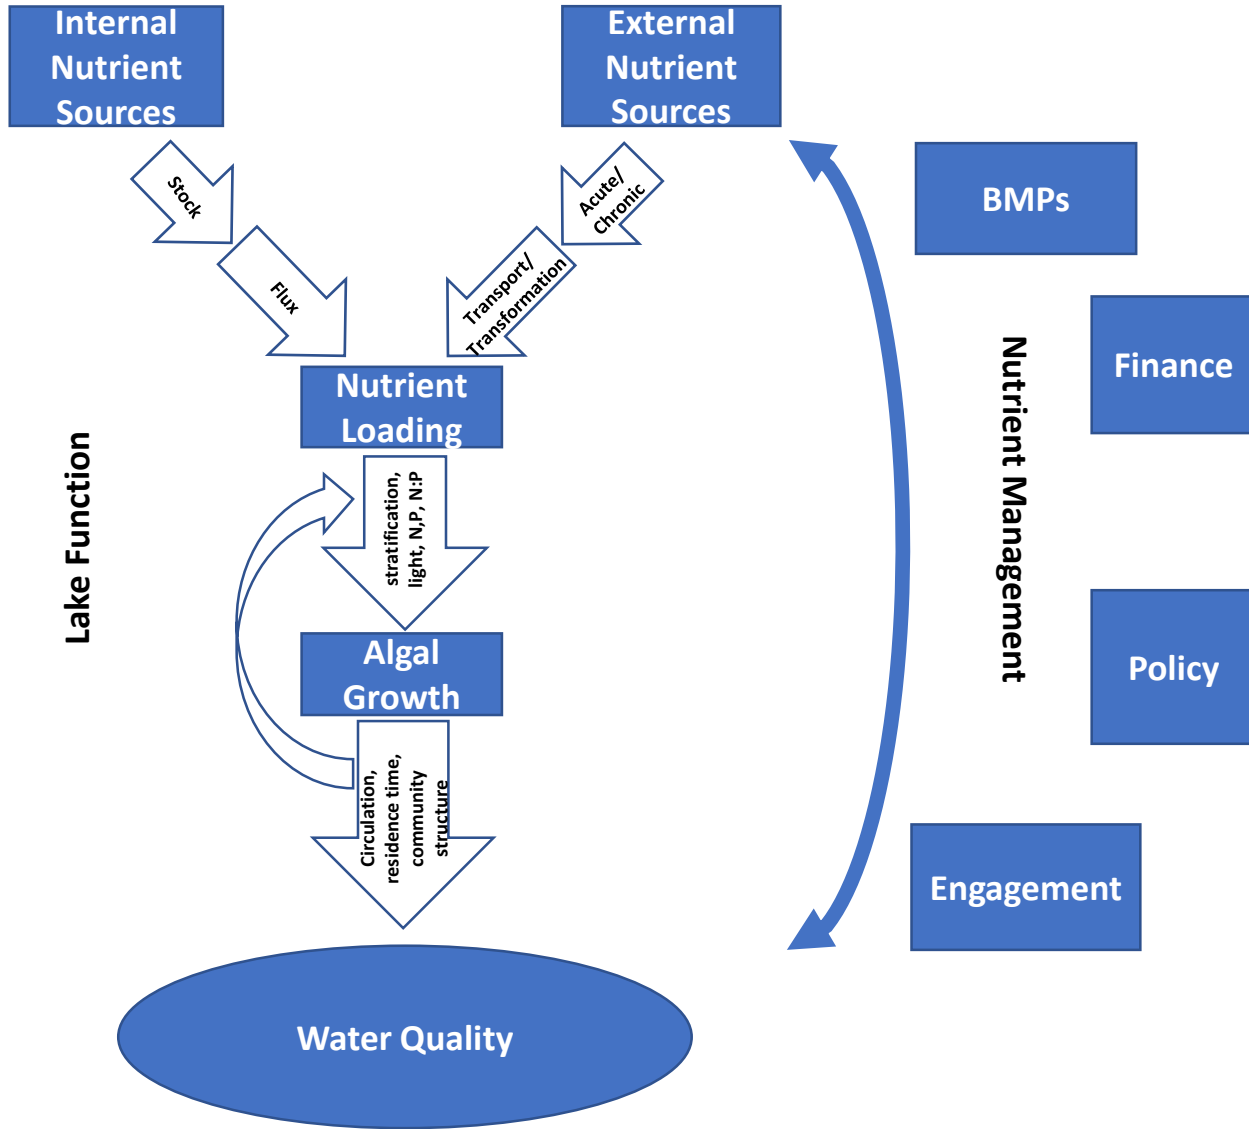 Internal
Nutrient
Sources
External
Nutrient
Sources
Stock
Flux
Acute/
Chronic
Transport/
Transformation
BMPs
Finance
Nutrient Management
Policy
Engagement
Lake Function
Nutrient
Loading
stratification,
light, N,P, N:P
Algal
Growth
Circulation,
residence time,
community
structure
Water Quality